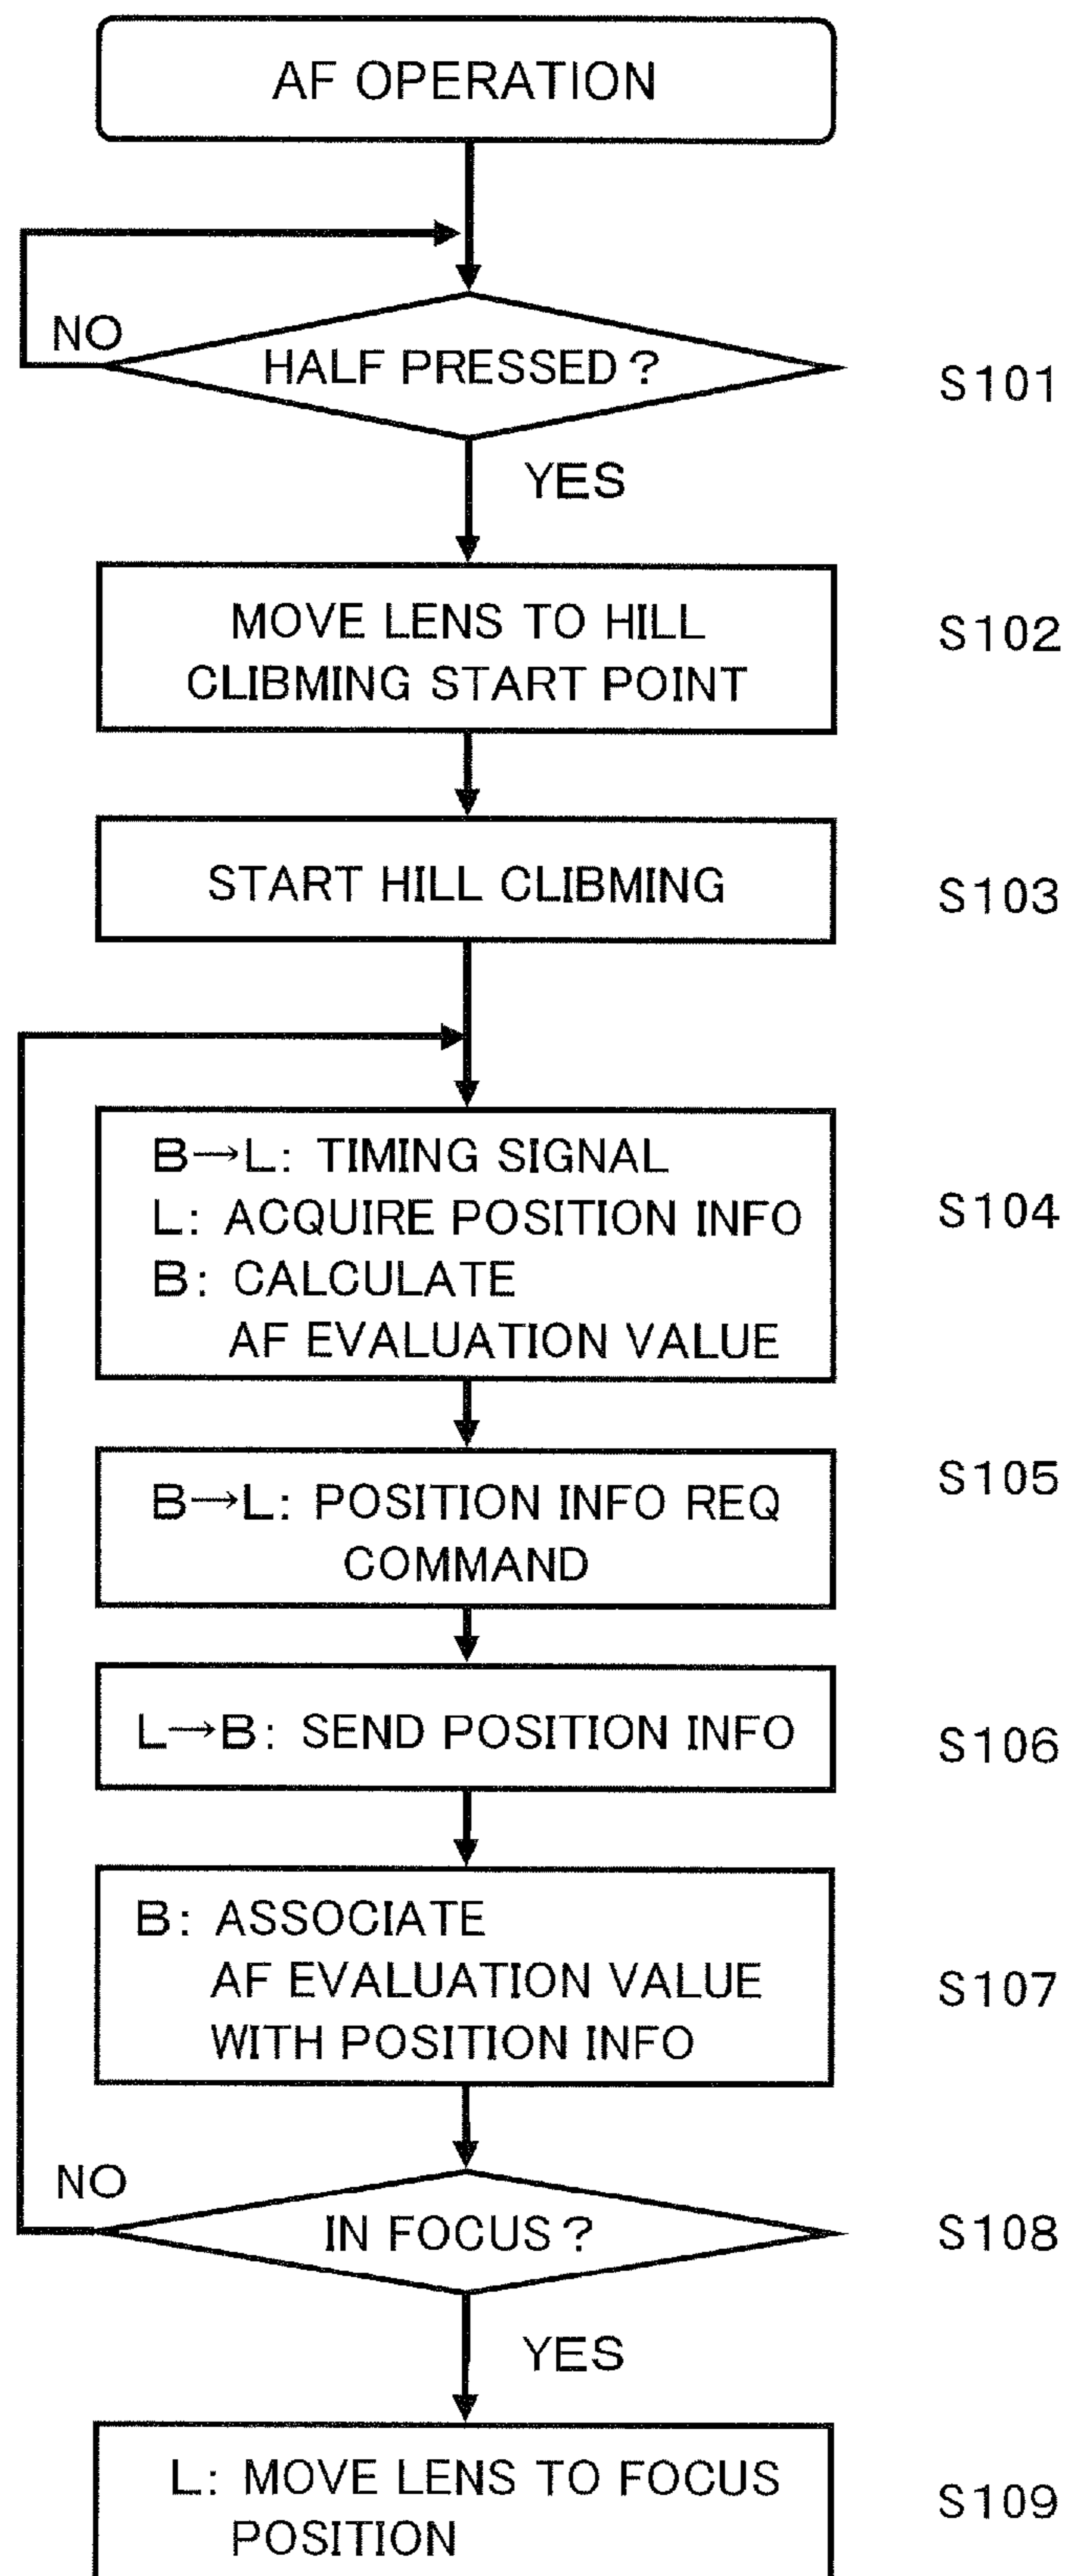 AF OPERATION
NO
HALF PRESSED?
S101
YES
MOVE LENS TO HILL
CLIBMING START POINT
S102
START HILL CLIBMING
S103
B→L: TIMING SIGNAL
L: ACQUIRE POSITION INFO
B: CALCULATE
AF EVALUATION VALUE
S104
B→L: POSITION INFO REQ
COMMAND
S105
L→B: SEND POSITION INFO
S106
B: ASSOCIATE
AF EVALUATION VALUE
WITH POSITION INFO
S107
NO
IN FOCUS?
S108
YES
L: MOVE LENS TO FOCUS
POSITION
S109